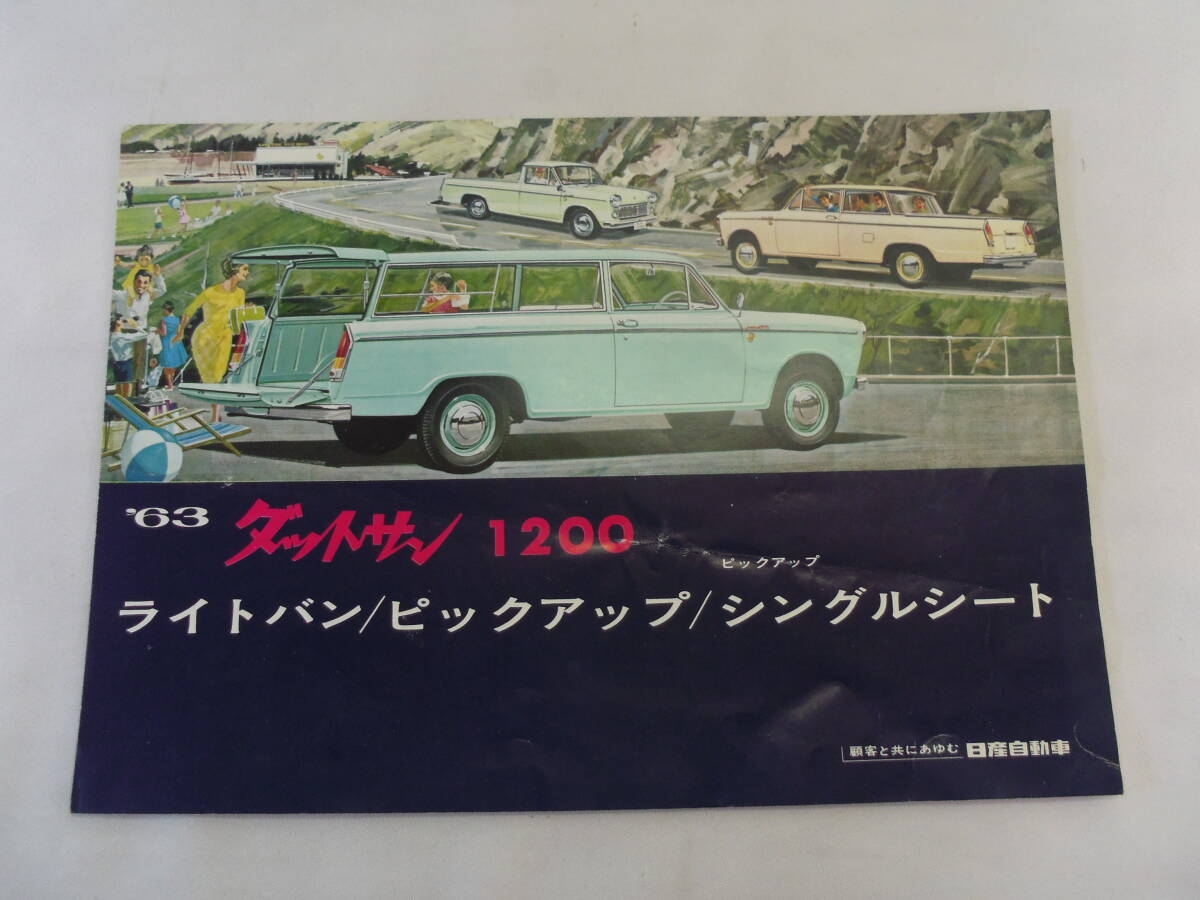 '63 ダットサン 1200
ピックアップ
ライトバン/ピックアップ/シングルシート
顧客と共にあゆむ 日産自動車